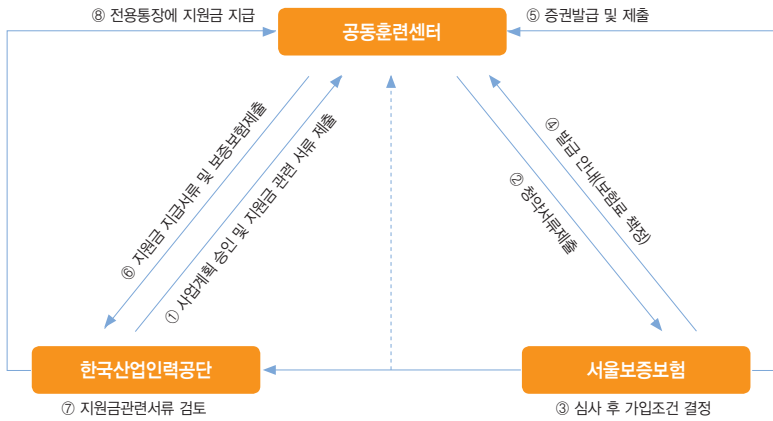 ⑧ 전용통장에 지원금 지급
공동훈련센터
⑤ 증권발급 및 제출
⑥ 지원금 지급서류 및 보증보험제출
① 사업계획 승인 및 지원금 관련 서류 제출
② 청약서류제출
④ 발급 안내(보험료 책정)
한국산업인력공단
서울보증보험
⑦ 지원금관련서류 검토
③ 심사 후 가입조건 결정